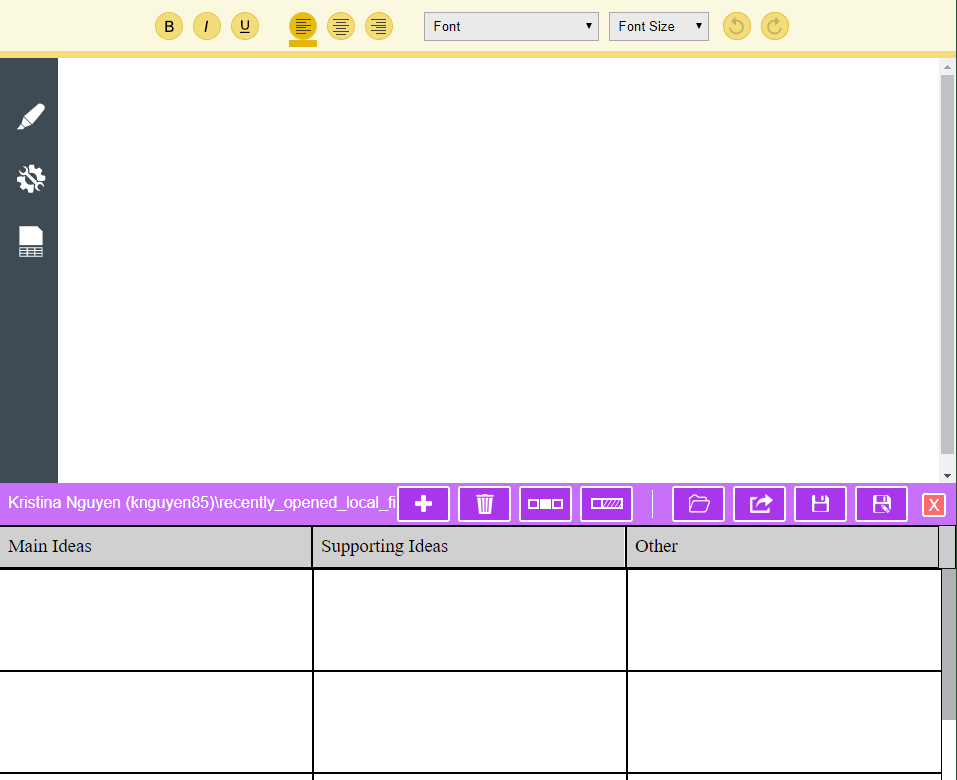 B I U Font Font Size
Kristina Nguyen (knguyen85)\recently_opened_local_fi X
Main Ideas Supporting Ideas Other